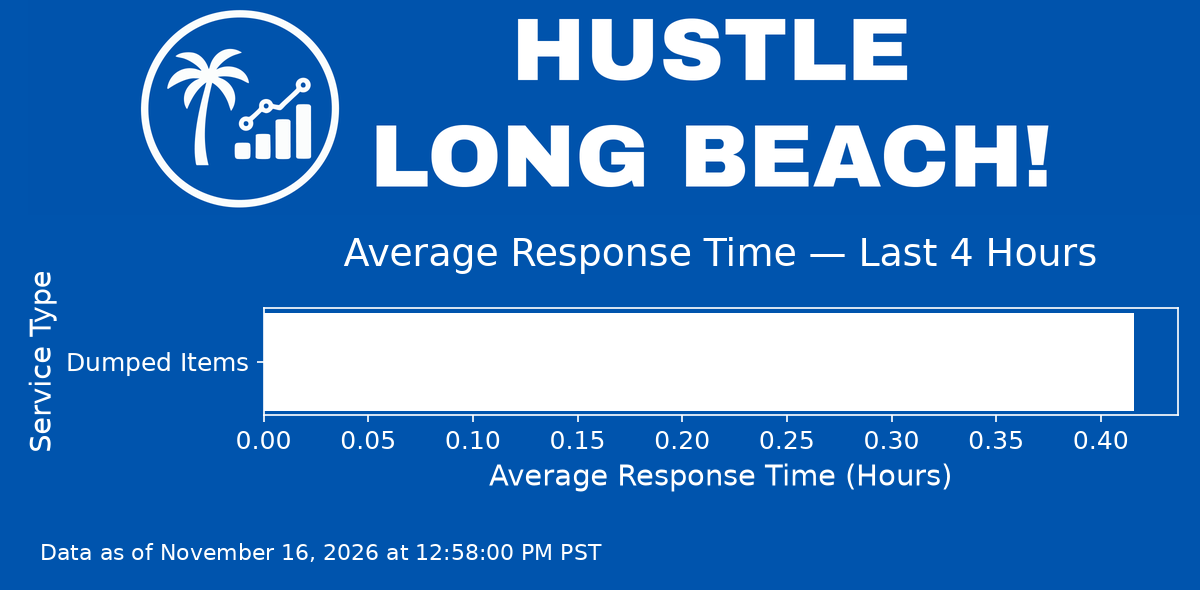 HUSTLE
LONG BEACH!
Average Response Time — Last 4 Hours
Service Type
Dumped Items
0.00 0.05 0.10 0.15 0.20 0.25 0.30 0.35 0.40
Average Response Time (Hours)
Data as of November 16, 2026 at 12:58:00 PM PST